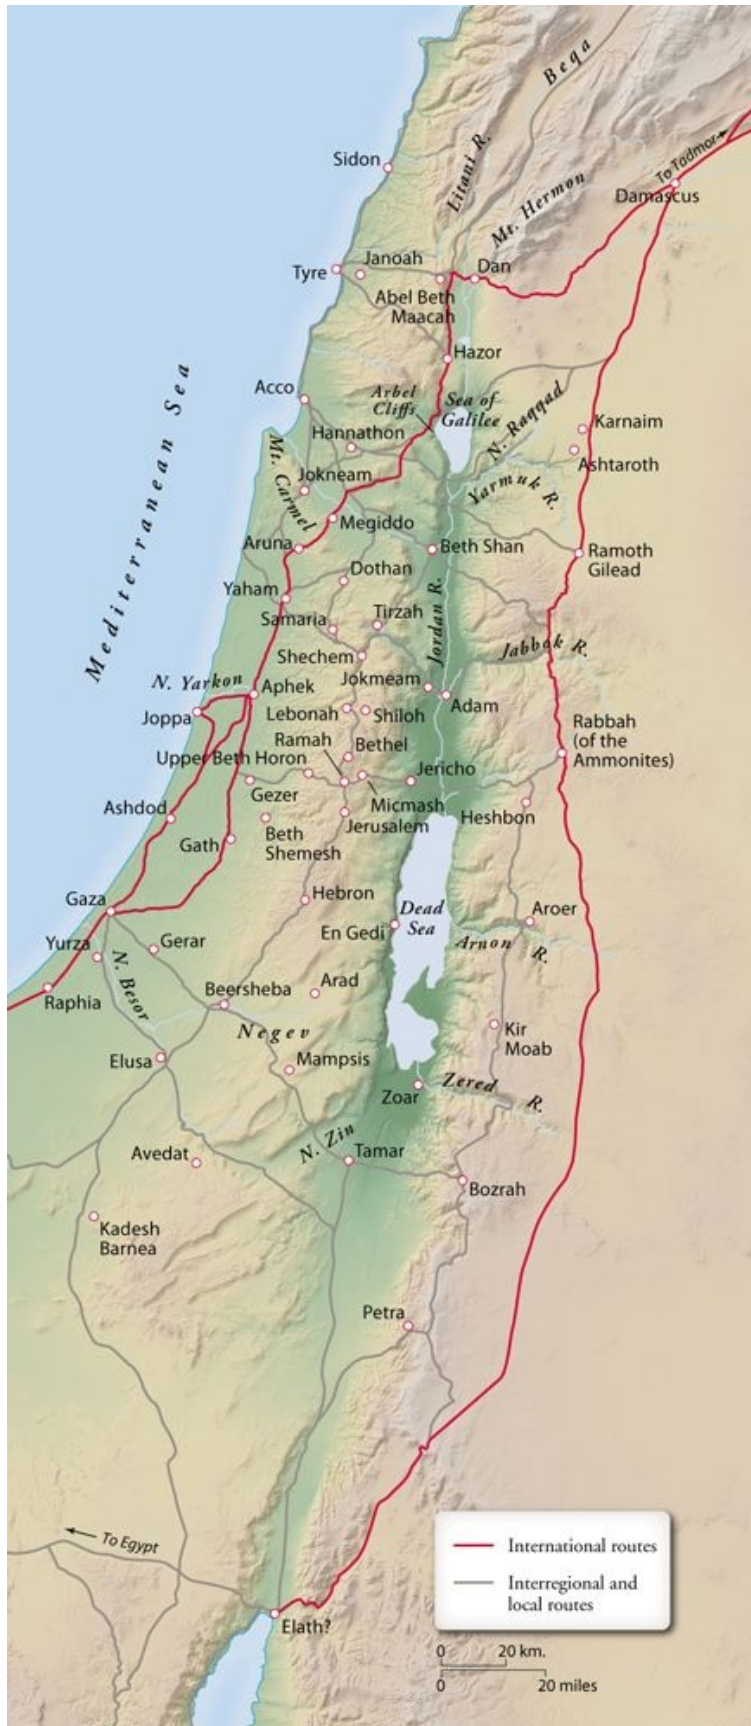 Beqa
Litani R.
Sidon
To Tadmor
Mt. Hermon
Damascus
Janoah
Tyre
Dan
Abel Beth
Maacah
Hazor
Mediterranean Sea
Acco
Arbel
Cliffs
Sea of
Galilee
N. Raqqad
Karnaim
Hannathon
Ashtaroth
Mt. Carmel
Jokneam
Yarmuk R.
Megiddo
Aruna
Beth Shan
Ramoth
Gilead
Dothan
Yaham
Samaria
Tirzah
Jordan R.
Jabbok R.
Shechem
N. Yarkon
Aphek
Jokmeam
Adam
Joppa
Lebonah
Shiloh
Rabbah
(of the
Ammonites)
Ramah
Bethel
Upper Beth Horon
Jericho
Gezer
Micmash
Ashdod
Beth
Shemesh
Jerusalem
Heshbon
Gath
Gaza
Hebron
Dead
Sea
Aroer
En Gedi
Yurza
Gerar
Arnon R.
N. Besor
Raphia
Beersheba
Arad
Negev
Kir
Moab
Elusa
Mampsis
Zoar
Zered R.
N. Zin
Avedat
Tamar
Bozrah
Kadesh
Barnea
Petra
To Egypt
International routes
Interregional and
local routes
Elath?
0 20 km.
0 20 miles